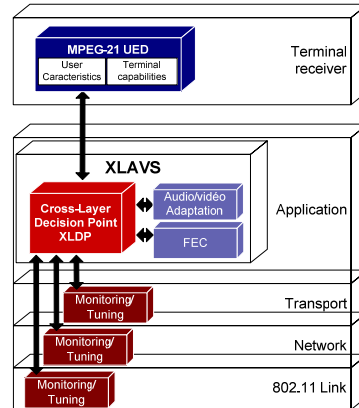 MPEG-21 UED
User
Caracteristics
Terminal
capabilities
Terminal
receiver
XLAVS
Cross-Layer
Decision Point
XLDP
Audio/vidéo
Adaptation
FEC
Application
Monitoring/
Tuning
Transport
Monitoring/
Tuning
Network
Monitoring/
Tuning
802.11 Link